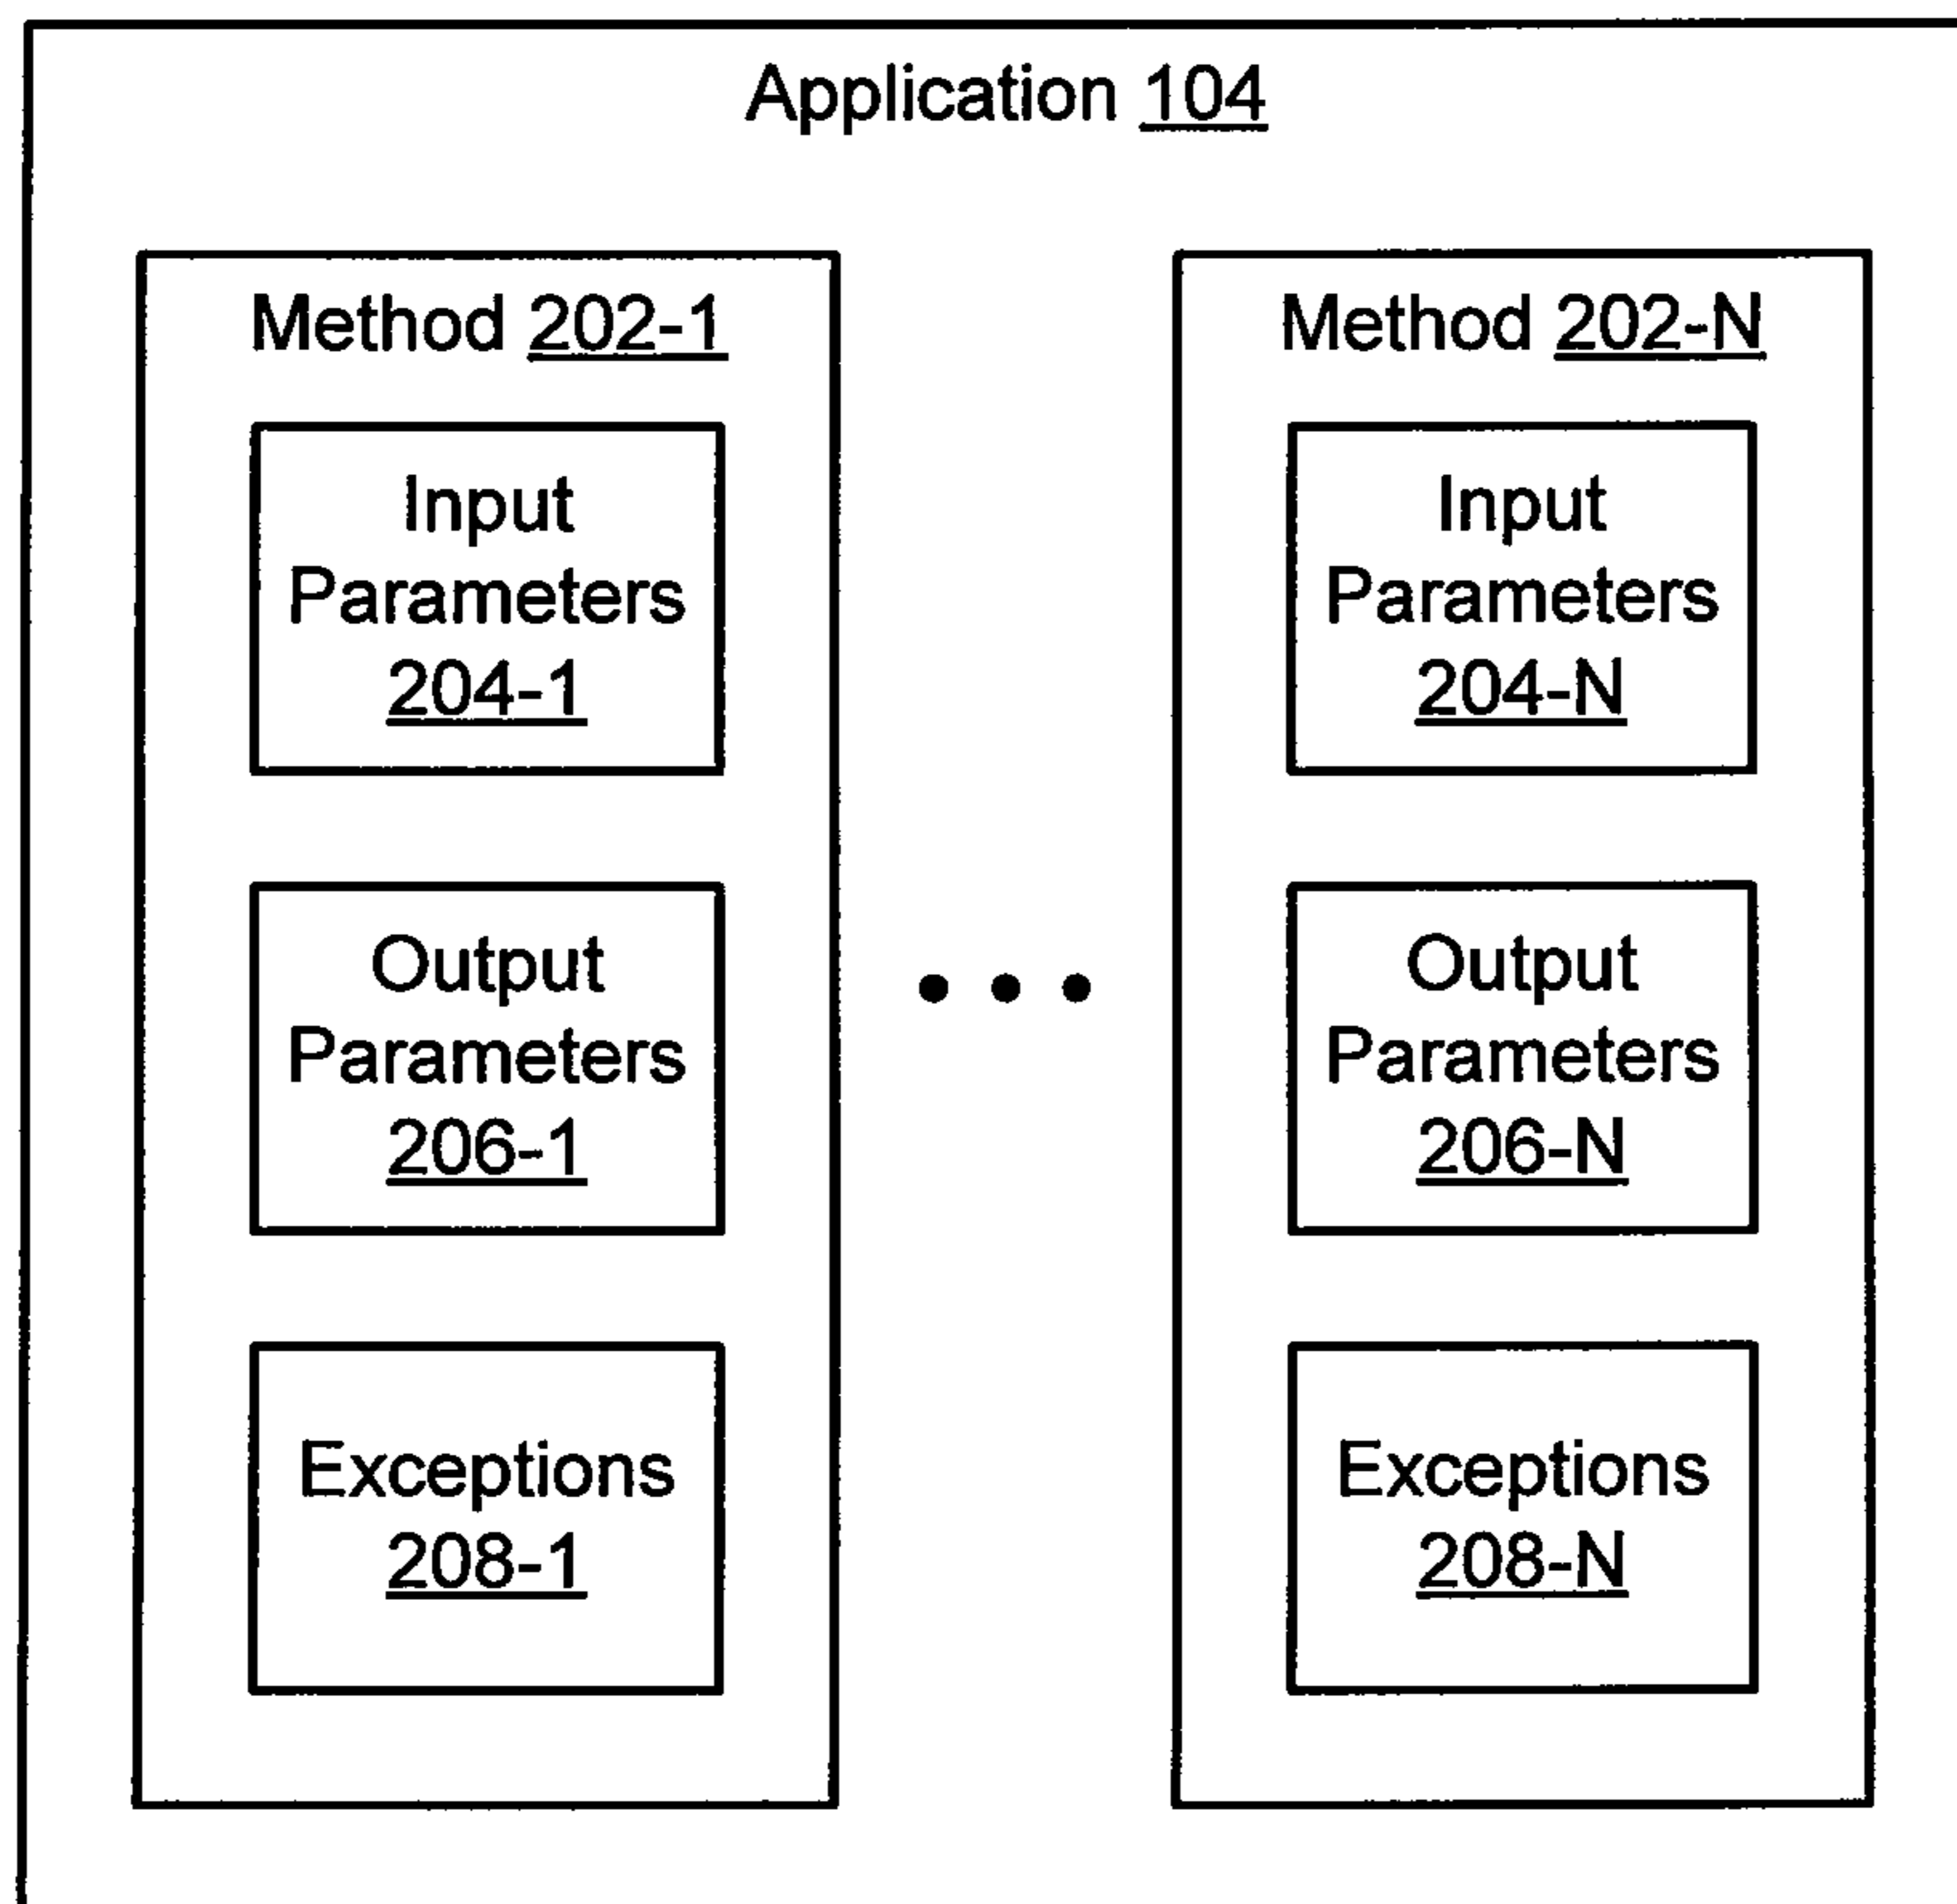 Application 104
Method 202-1
Input
Parameters
204-1
Output
Parameters
206-1
Exceptions
208-1
Method 202-N
Input
Parameters
204-N
Output
Parameters
206-N
Exceptions
208-N